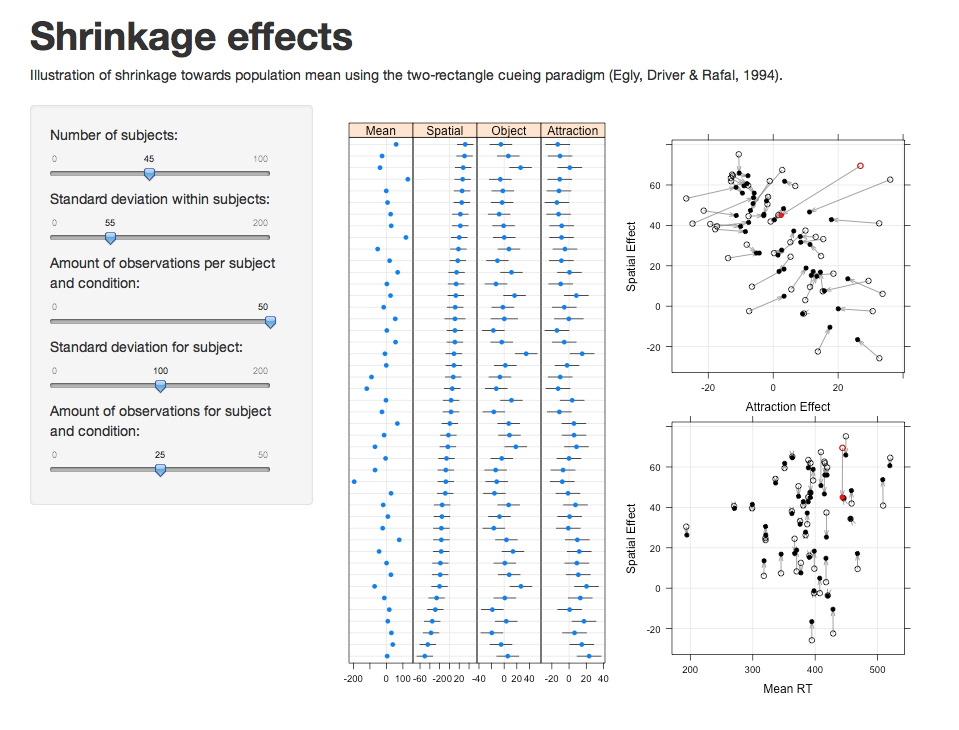 Shrinkage effects
Illustration of shrinkage towards population mean using the two-rectangle cueing paradigm (Egly, Driver & Rafal, 1994).
Number of subjects:
0 45 100
Standard deviation within subjects:
0 55 200
Amount of observations per subject
and condition:
0 50
Standard deviation for subject:
0 100 200
Amount of observations for subject
and condition:
0 25 50
Mean Spatial Object Attraction
-200 0 100 -60 -20 0 20 -40 0 20 40 -20 0 20 40
Spatial Effect
60
40
20
0
-20
-20 0 20
Attraction Effect
Spatial Effect
60
40
20
0
-20
200 300 400 500
Mean RT